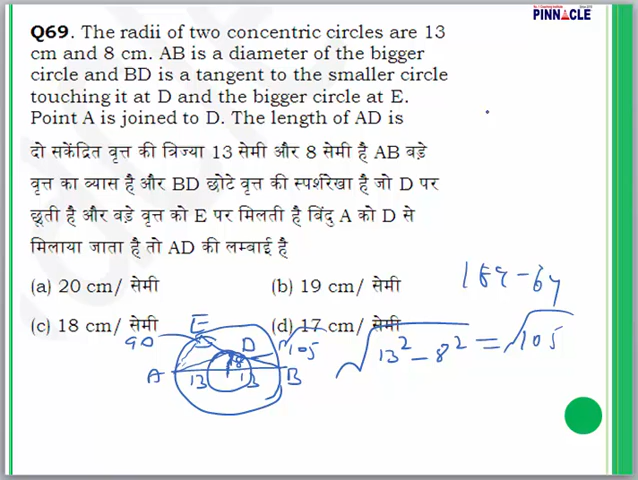 PINNACLE
Q69. The radii of two concentric circles are 13
cm and 8 cm. AB is a diameter of the bigger
circle and BD is a tangent to the smaller circle
touching it at D and the bigger circle at E.
Point A is joined to D. The length of AD is
दो सकेंद्रित वृत्त की त्रिज्या 13 सेमी और 8 सेमी है AB बड़े
वृत्त का व्यास है और BD छोटे वृत्त की स्पर्शरेखा है जो D पर
छूती है और बड़े वृत्त को E पर मिलती है बिंदु A को D से
मिलाया जाता है तो AD की लम्बाई है
(a) 20 cm/ सेमी (b) 19 cm/ सेमी
169-64
(c) 18 cm/ सेमी (d) 17 cm/ सेमी
E
90 D √105
√13²-8² = √105
A 13 8 13 B